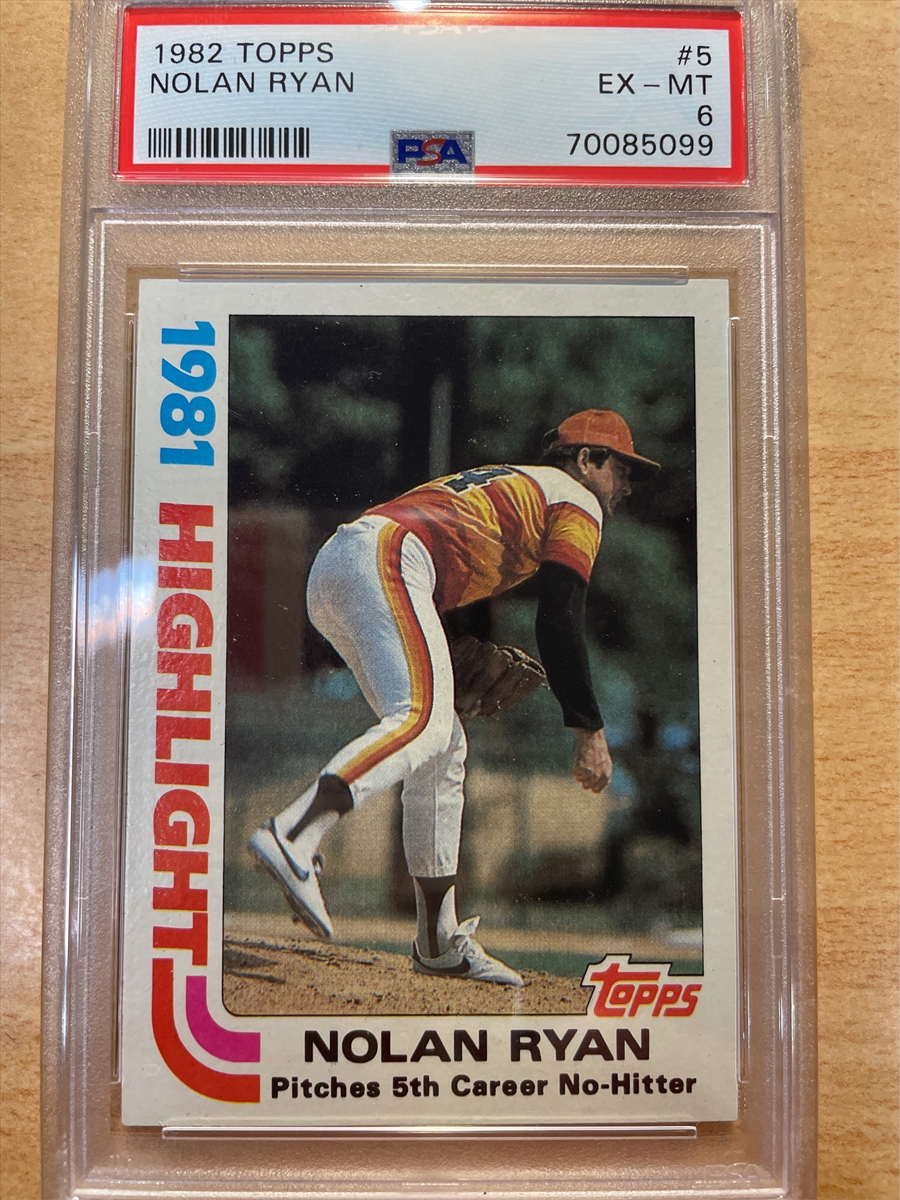 1982 TOPPS
#5
NOLAN RYAN
EX – MT
6
70085099
PSA
1981 HIGHLIGHT
4
TOPPS
NOLAN RYAN
Pitches 5th Career No-Hitter